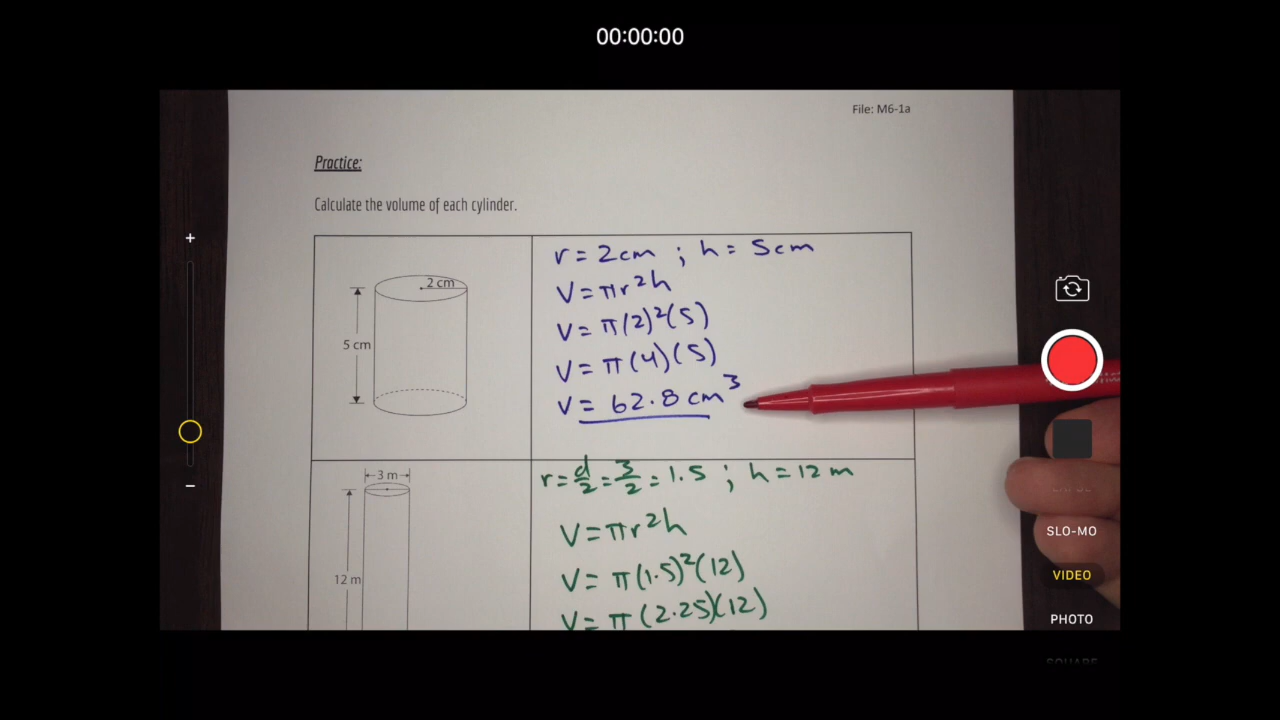 00:00:00
File: M6-1a
Practice:
Calculate the volume of each cylinder.
2 cm
5 cm
r = 2cm ; h = 5cm
V = πr²h
V = π(2)²(5)
V = π(4)(5)
V = 62.8 cm³
3 m
12 m
r = d/2 = 3/2 = 1.5 ; h = 12 m
V = πr²h
V = π(1.5)²(12)
V = π(2.25)(12)
SLO-MO
VIDEO
PHOTO
SQUARE